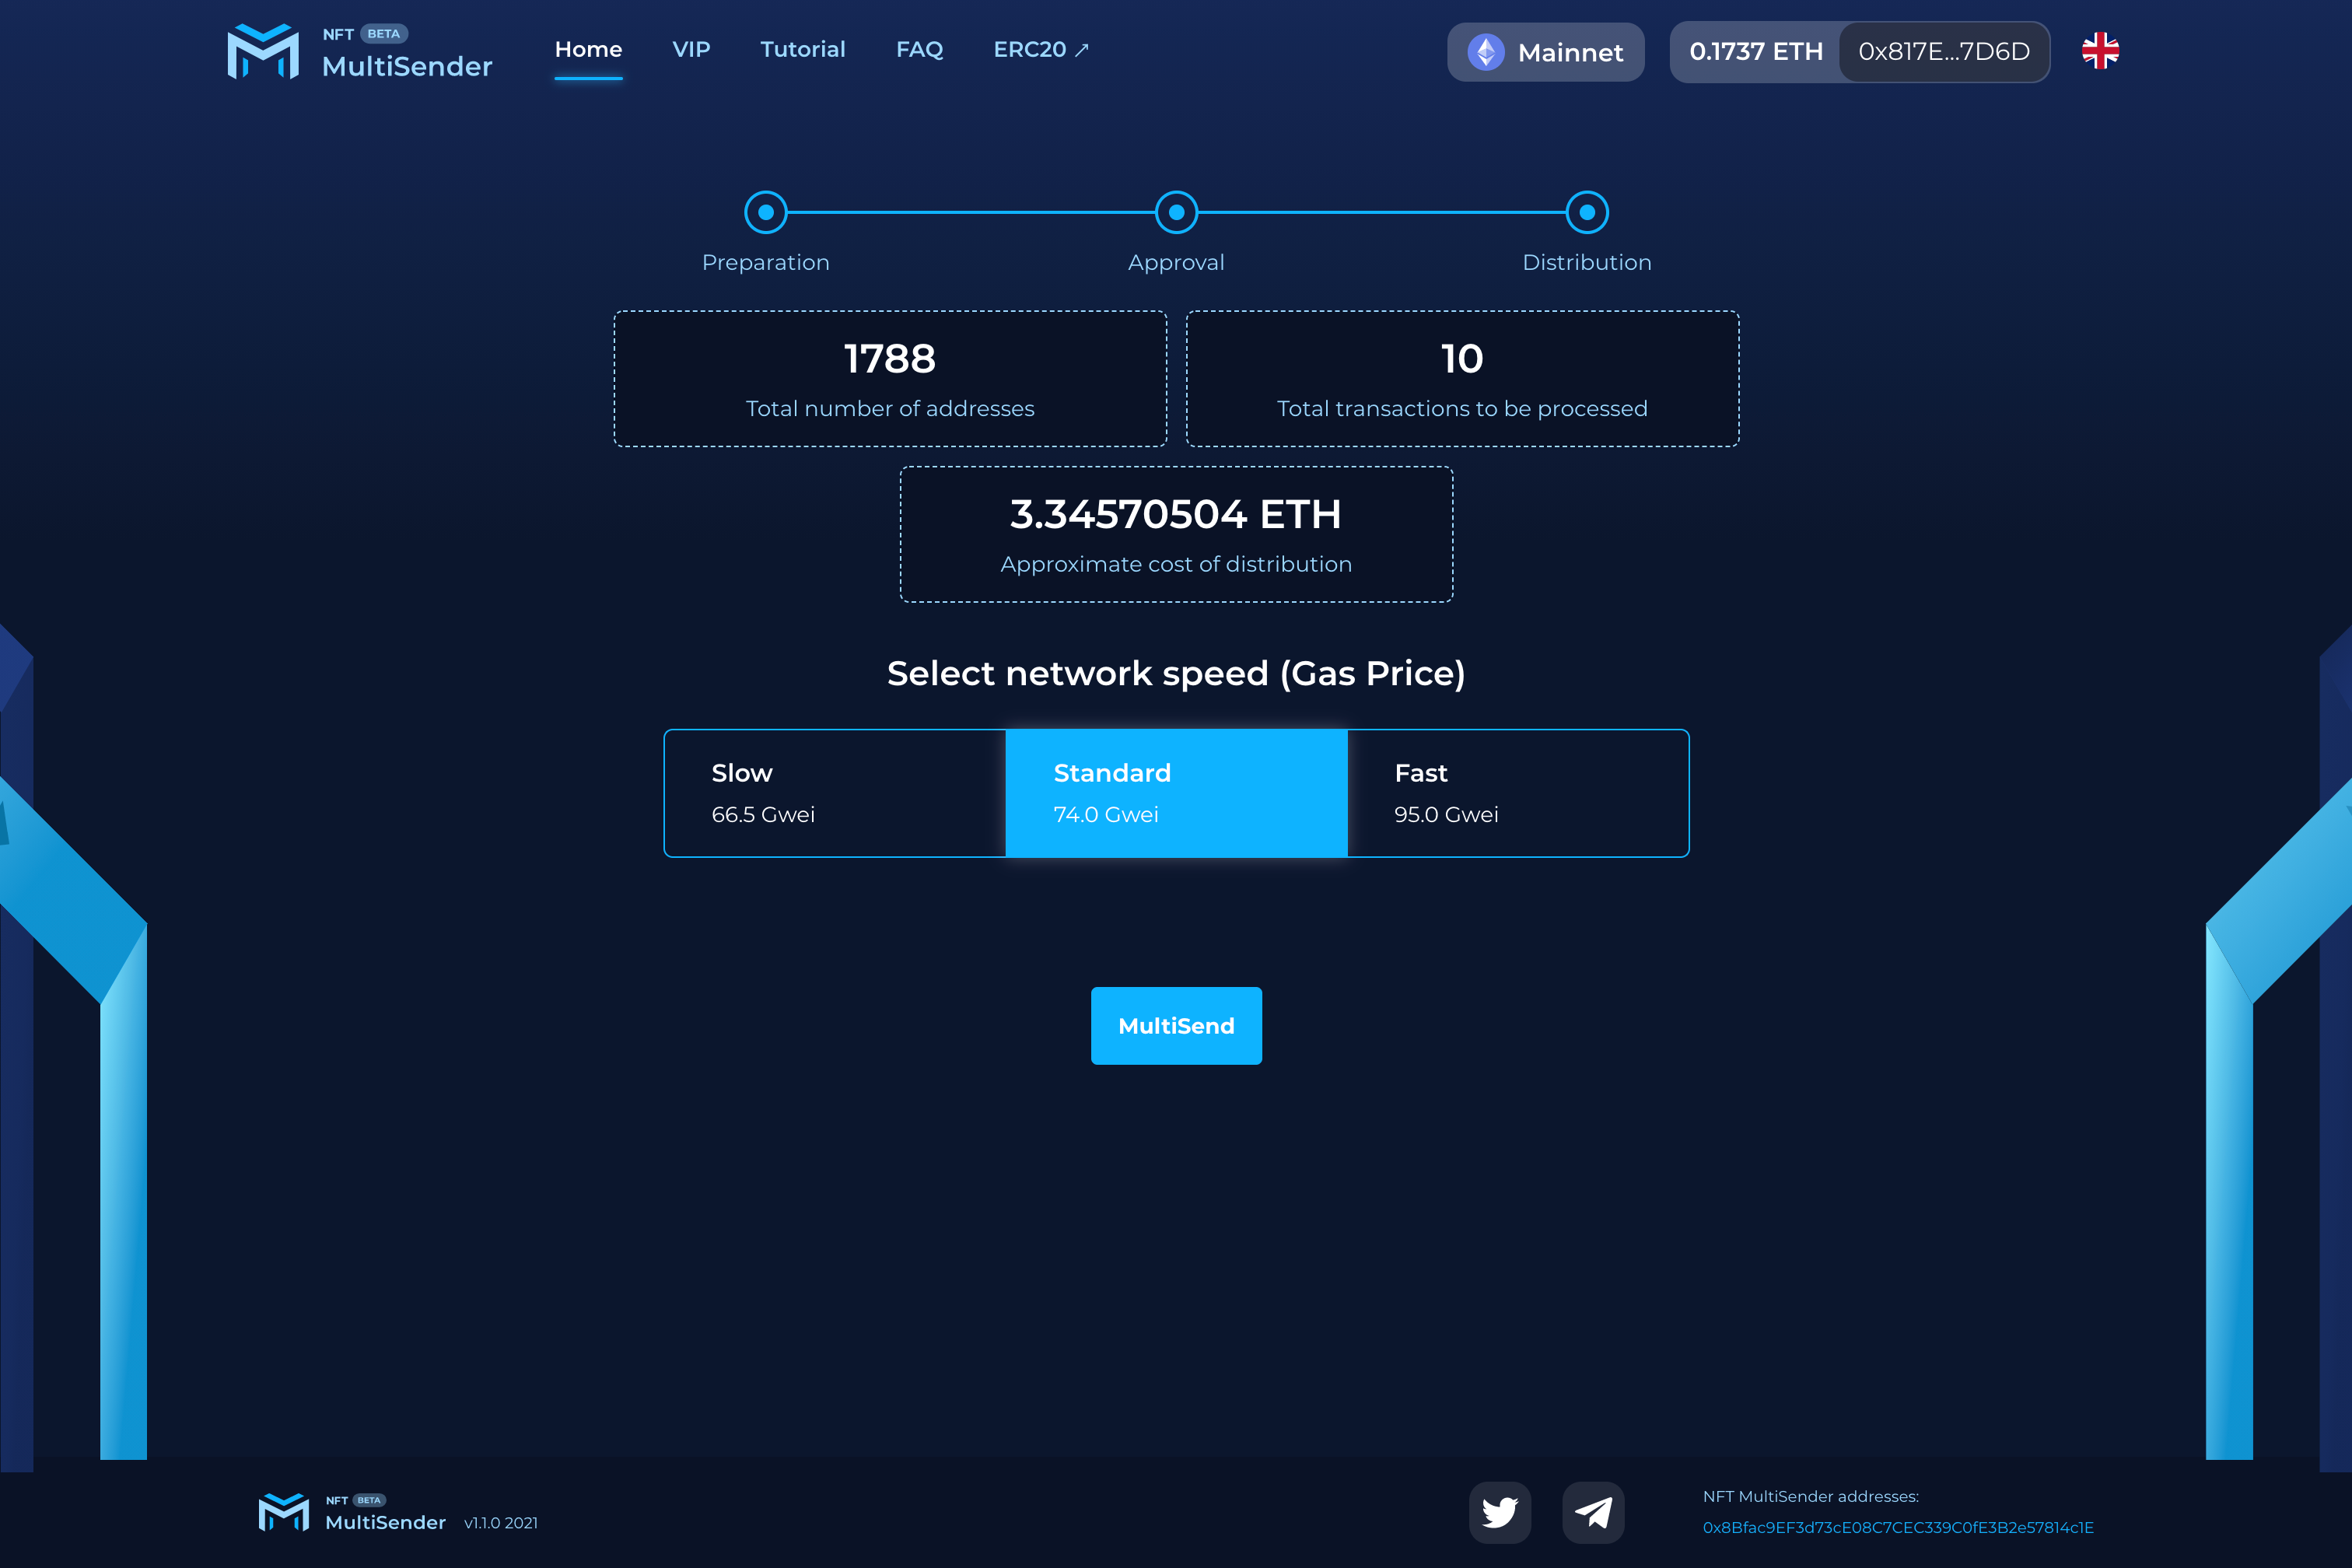 NFT BETA
MultiSender
Home VIP Tutorial FAQ ERC20 ↗
Mainnet
0.1737 ETH 0x817E...7D6D
Preparation Approval Distribution
1788
Total number of addresses
10
Total transactions to be processed
3.34570504 ETH
Approximate cost of distribution
Select network speed (Gas Price)
Slow
66.5 Gwei
Standard
74.0 Gwei
Fast
95.0 Gwei
MultiSend
NFT BETA
MultiSender v1.1.0 2021
NFT MultiSender addresses:
0x8Bfac9EF3d73cE08C7CEC339C0fE3B2e57814c1E